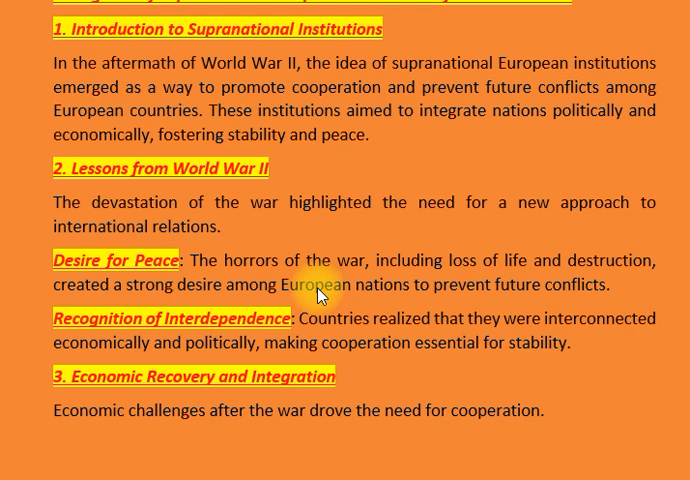 1. Introduction to Supranational Institutions
In the aftermath of World War II, the idea of supranational European institutions
emerged as a way to promote cooperation and prevent future conflicts among
European countries. These institutions aimed to integrate nations politically and
economically, fostering stability and peace.
2. Lessons from World War II
The devastation of the war highlighted the need for a new approach to
international relations.
Desire for Peace: The horrors of the war, including loss of life and destruction,
created a strong desire among European nations to prevent future conflicts.
Recognition of Interdependence: Countries realized that they were interconnected
economically and politically, making cooperation essential for stability.
3. Economic Recovery and Integration
Economic challenges after the war drove the need for cooperation.